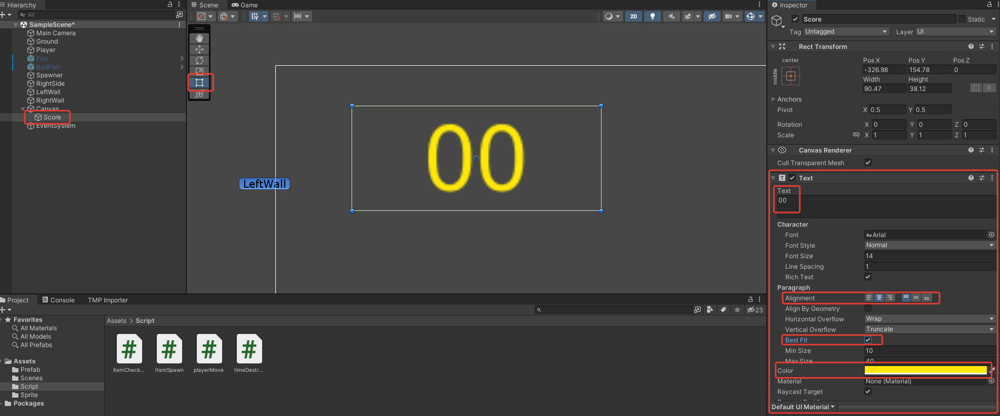 Hierarchy
All
SampleScene*
Main Camera
Ground
Player
Fish
BadFish
Spawner
RightSide
LeftWall
RightWall
Canvas
Score
EventSystem
Scene
Game
2D
00
LeftWall
Project
Console
TMP Importer
23
Favorites
All Materials
All Models
All Prefabs
Assets
Prefab
Scenes
Script
Sprite
Packages
Assets > Script
itemCheck...
ItemSpawn
playerMove
timeDestr...
Inspector
Score
Static
Tag Untagged
Layer UI
Rect Transform
center
middle
Pos X Pos Y Pos Z
-326.98 154.78 0
Width Height
90.47 38.12
R
Anchors
Pivot X 0.5 Y 0.5
Rotation X 0 Y 0 Z 0
Scale X 1 Y 1 Z 1
Canvas Renderer
Cull Transparent Mesh
Text
Text
00
Character
Font Aa Arial
Font Style Normal
Font Size 14
Line Spacing 1
Rich Text
Paragraph
Alignment
Align By Geometry
Horizontal Overflow Wrap
Vertical Overflow Truncate
Best Fit
Min Size 10
Max Size 40
Color
Material None (Material)
Raycast Target
Default UI Material